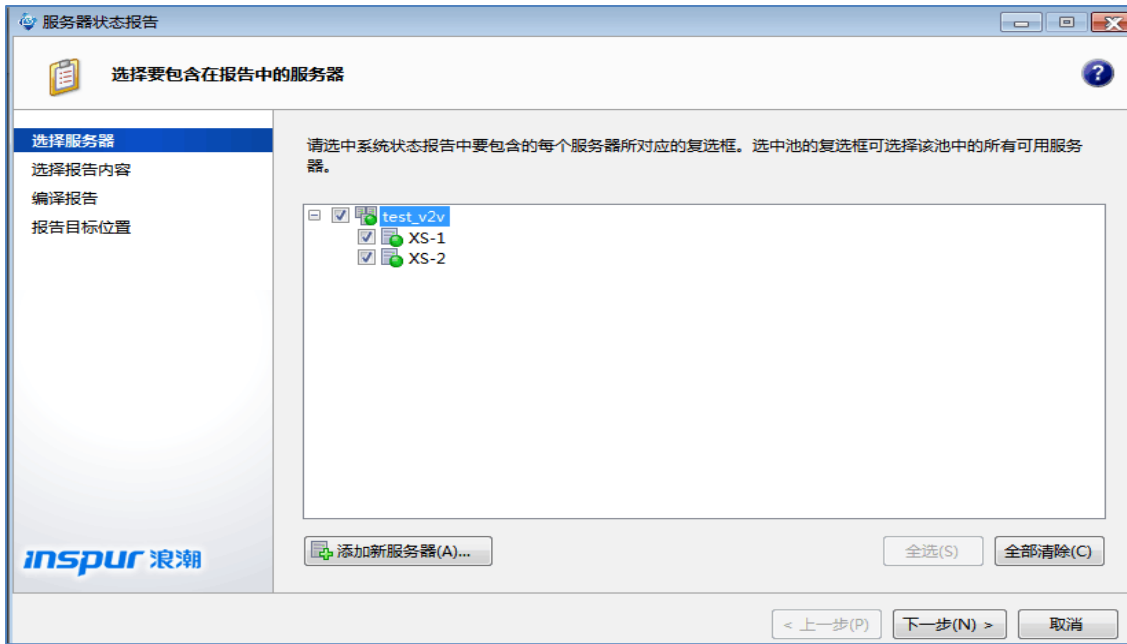 服务器状态报告
选择要包含在报告中的服务器
?
选择服务器
选择报告内容
编译报告
报告目标位置
请选中系统状态报告中要包含的每个服务器所对应的复选框。选中池的复选框可选择该池中的所有可用服务
器。
test_v2v
XS-1
XS-2
inspur 浪潮
添加新服务器(A)...
全选(S)
全部清除(C)
< 上一步(P)
下一步(N) >
取消